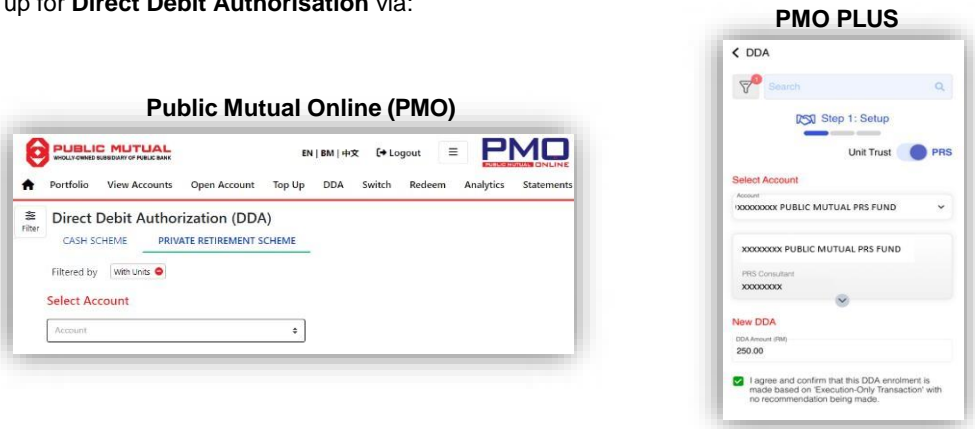 up for Direct Debit Authorisation via:
Public Mutual Online (PMO)
PUBLIC MUTUAL
WHOLLY-OWNED SUBSIDIARY OF PUBLIC BANK
EN | BM | 中文 Logout
PMO
PUBLIC MUTUAL ONLINE
Portfolio View Accounts Open Account Top Up DDA Switch Redeem Analytics Statements
Filter
Direct Debit Authorization (DDA)
CASH SCHEME PRIVATE RETIREMENT SCHEME
Filtered by With Units
Select Account
Account
PMO PLUS
DDA
1
Search
Step 1: Setup
Unit Trust PRS
Select Account
Account
xxxxxxxx PUBLIC MUTUAL PRS FUND
xxxxxxxx PUBLIC MUTUAL PRS FUND
PRS Consultant
xxxxxxxx
New DDA
DDA Amount (RM)
250.00
I agree and confirm that this DDA enrolment is
made based on 'Execution-Only Transaction' with
no recommendation being made.